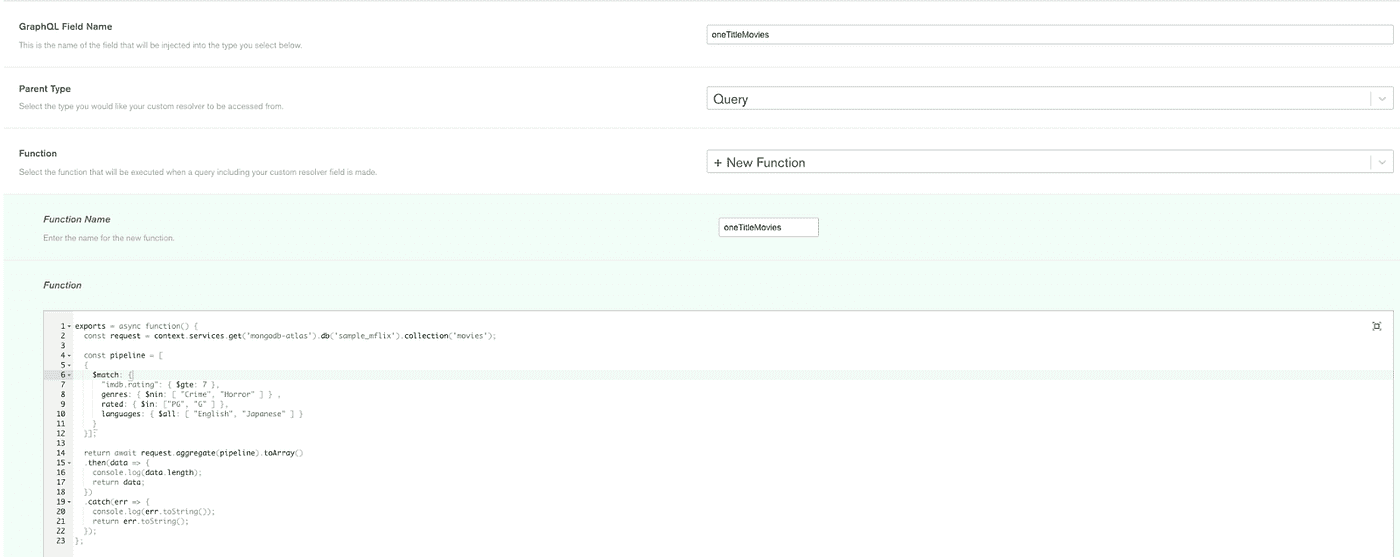 GraphQL Field Name
This is the name of the field that will be injected into the type you select below.
oneTitleMovies
Parent Type
Select the type you would like your custom resolver to be accessed from.
Query
Function
Select the function that will be executed when a query including your custom resolver field is made.
+ New Function
Function Name
Enter the name for the new function.
oneTitleMovies
Function
1 exports = async function() {
2 const request = context.services.get('mongodb-atlas').db('sample_mflix').collection('movies');
3
4 const pipeline = [
5 {
6 $match: {
7 "imdb.rating": { $gte: 7 },
8 genres: { $nin: [ "Crime", "Horror" ] } ,
9 rated: { $in: ["PG", "G" ] },
10 languages: { $all: [ "English", "Japanese" ] }
11 }
12 }];
13
14 return await request.aggregate(pipeline).toArray()
15 .then(data => {
16 console.log(data.length);
17 return data;
18 })
19 .catch(err => {
20 console.log(err.toString());
21 return err.toString();
22 });
23 };